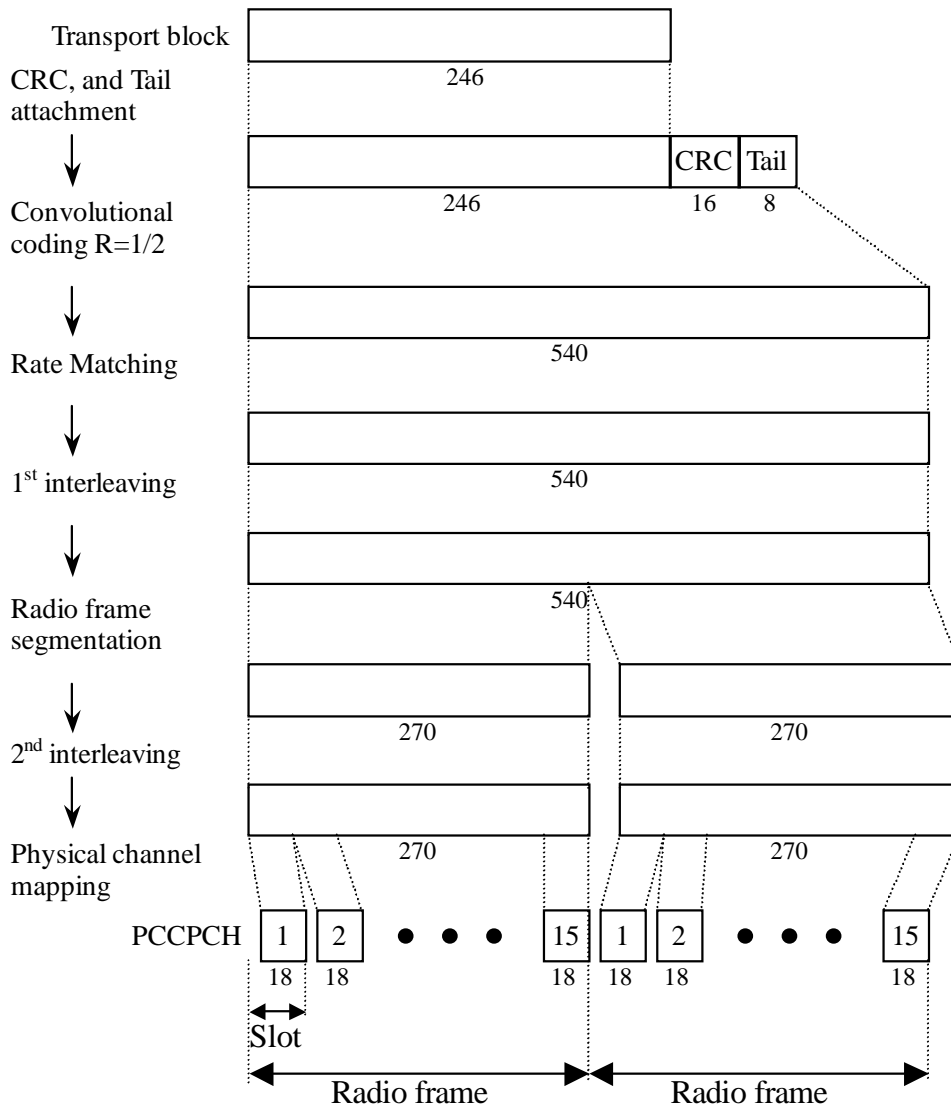 Transport block
246
CRC, and Tail
attachment
CRC Tail
246 16 8
Convolutional
coding R=1/2
540
Rate Matching
540
1st interleaving
540
Radio frame
segmentation
270 270
2nd interleaving
270 270
Physical channel
mapping
PCCPCH 1 2 15 1 2 15
18 18 18 18 18 18
Slot
Radio frame Radio frame